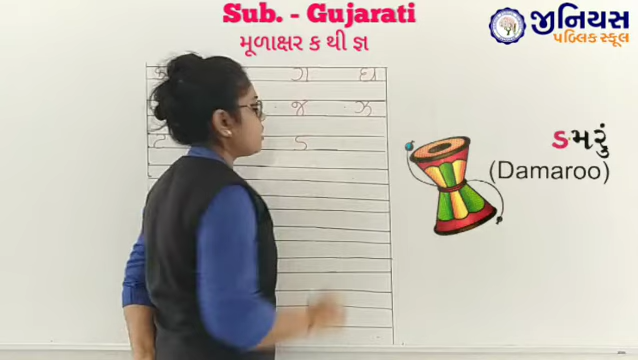 Sub. - Gujarati
જીનિયસ
પબ્લિક સ્કૂલ
મૂળાક્ષર ક થી જ્ઞ
ક ગ ઘ
જ ઝ
ટ ડ
ડમરું
(Damaroo)